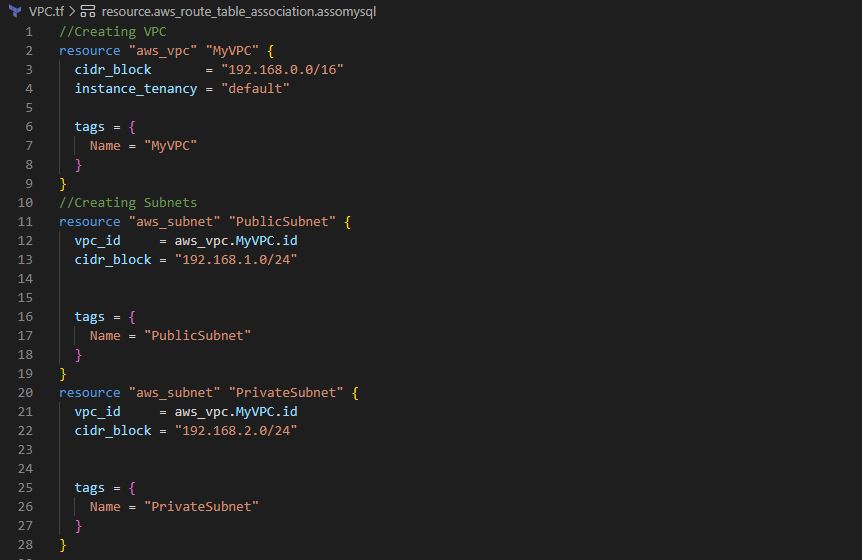 VPC.tf > resource.aws_route_table_association.assomysql
1 //Creating VPC
2 resource "aws_vpc" "MyVPC" {
3   cidr_block       = "192.168.0.0/16"
4   instance_tenancy = "default"
5
6   tags = {
7     Name = "MyVPC"
8   }
9 }
10 //Creating Subnets
11 resource "aws_subnet" "PublicSubnet" {
12   vpc_id     = aws_vpc.MyVPC.id
13   cidr_block = "192.168.1.0/24"
14
15
16   tags = {
17     Name = "PublicSubnet"
18   }
19 }
20 resource "aws_subnet" "PrivateSubnet" {
21   vpc_id     = aws_vpc.MyVPC.id
22   cidr_block = "192.168.2.0/24"
23
24
25   tags = {
26     Name = "PrivateSubnet"
27   }
28 }